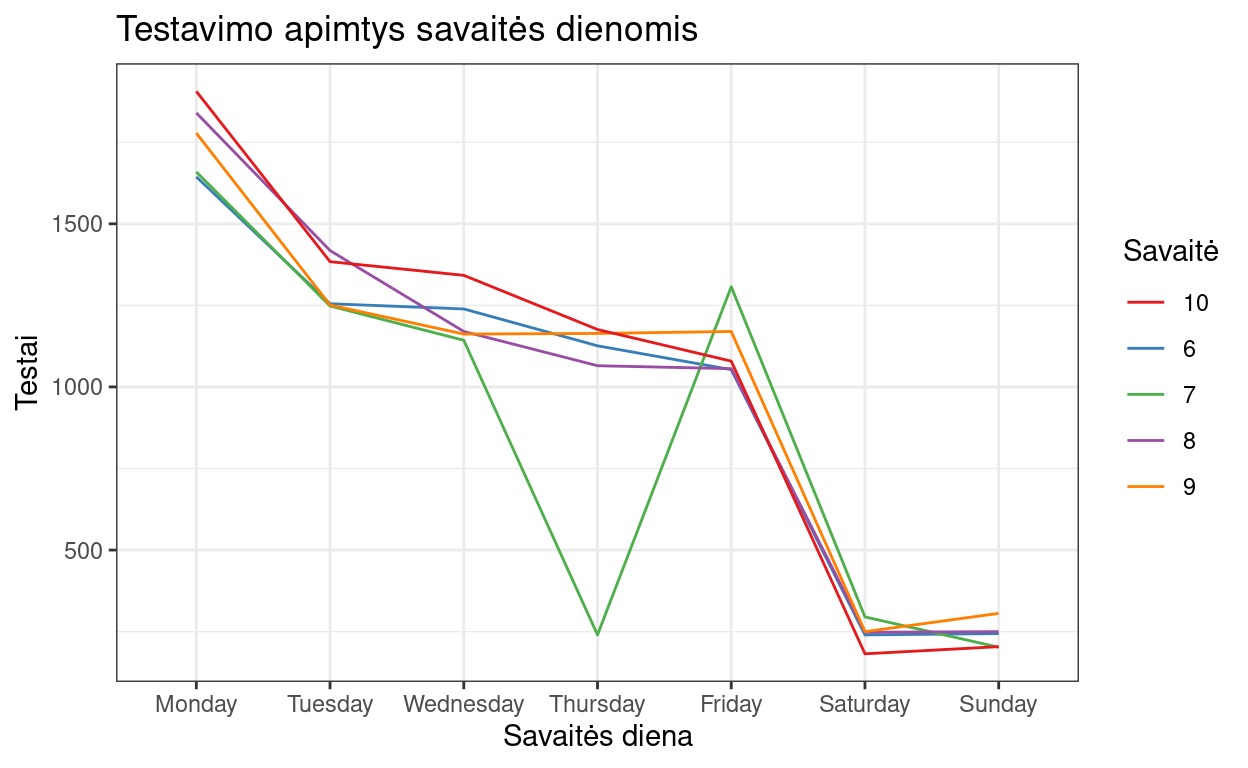 Testavimo apimtys savaitės dienomis
Testai
1500
1000
500
Monday Tuesday Wednesday Thursday Friday Saturday Sunday
Savaitės diena
Savaitė
10
6
7
8
9